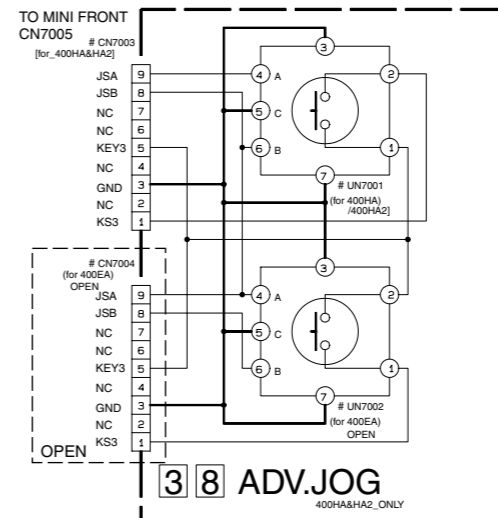 TO MINI FRONT
CN7005
# CN7003
[for_400HA&HA2]
JSA 9
JSB 8
NC 7
NC 6
KEY3 5
NC 4
GND 3
NC 2
KS3 1
3
4 A
2
5 C
6 B
1
7
# UN7001
(for 400HA)
/400HA2]
# CN7004
(for 400EA)
OPEN
JSA 9
JSB 8
NC 7
NC 6
KEY3 5
NC 4
GND 3
NC 2
KS3 1
OPEN
3
4 A
2
5 C
6 B
1
7
# UN7002
(for 400EA)
OPEN
3 8 ADV.JOG
400HA&HA2_ONLY